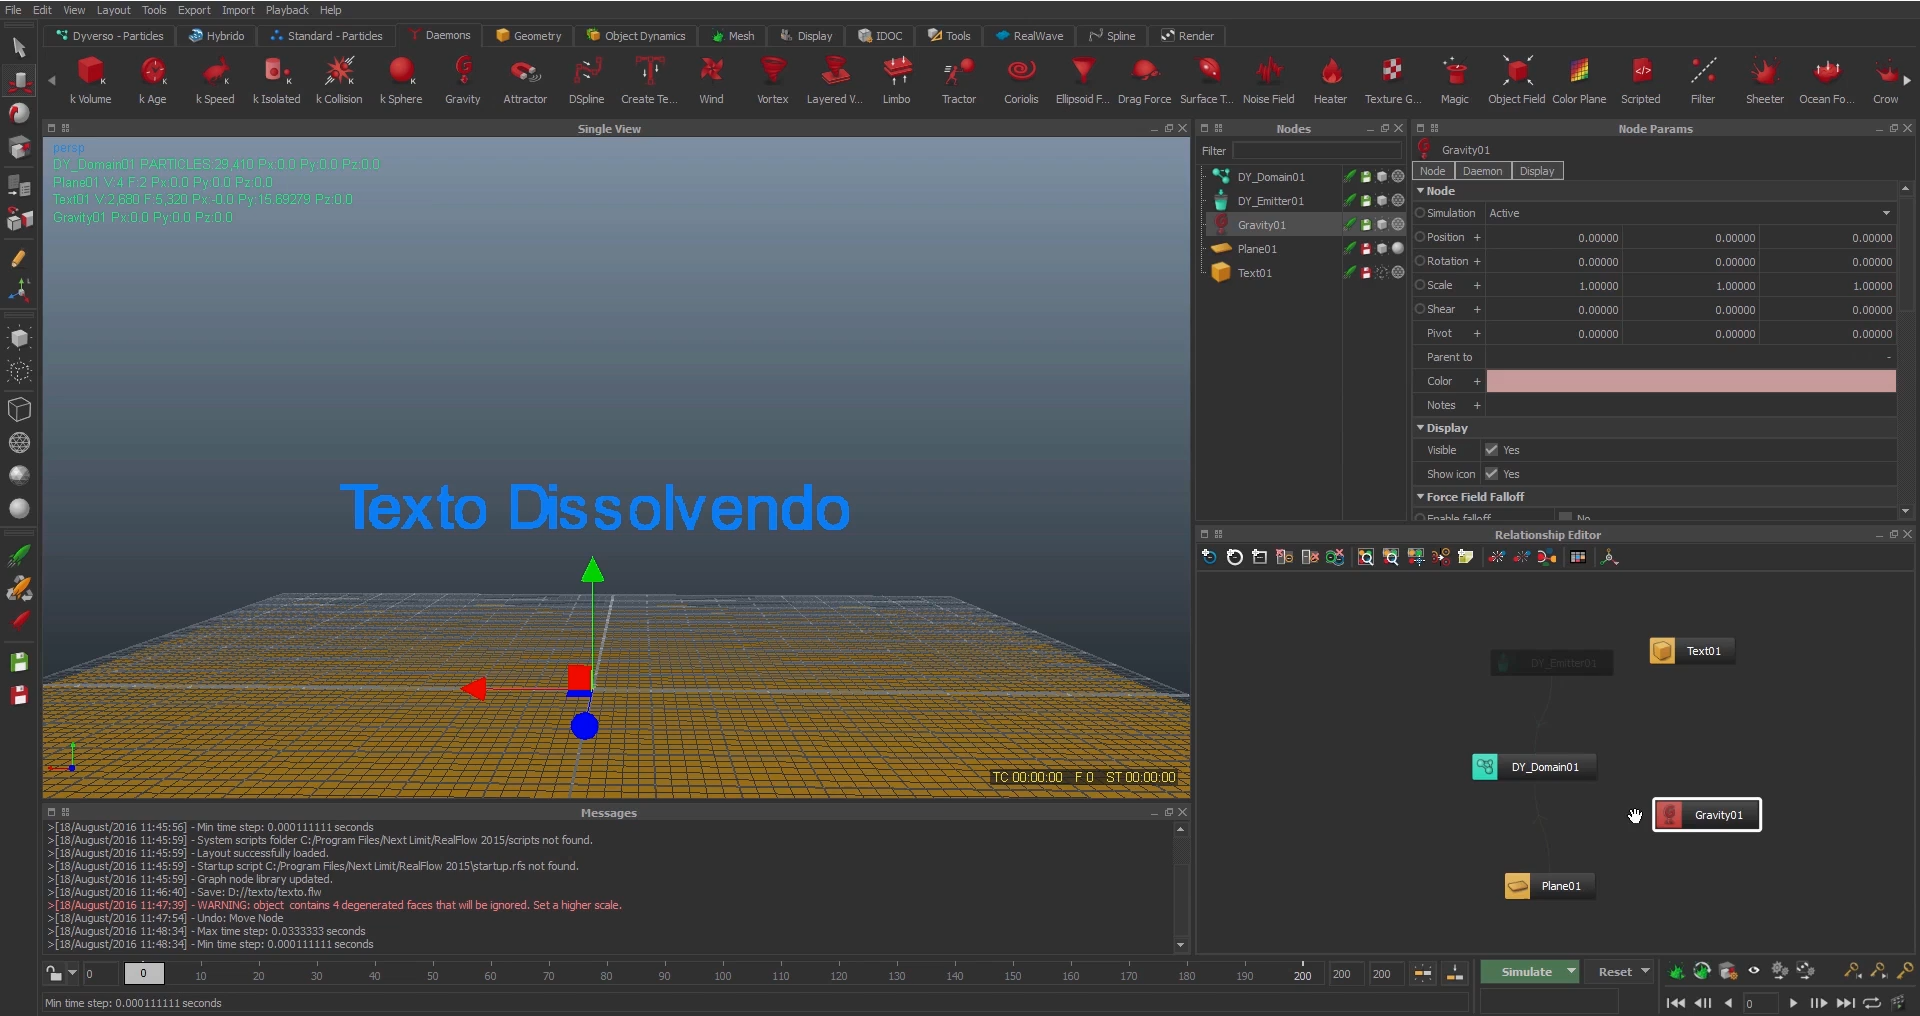 File Edit View Layout Tools Export Import Playback Help
Dyverso - Particles Hybrido Standard - Particles Daemons Geometry Object Dynamics Mesh Display IDOC Tools RealWave Spline Render
k Volume k Age k Speed k Isolated k Collision k Sphere Gravity Attractor DSpline Create Te... Wind Vortex Layered V... Limbo Tractor Coriolis Ellipsoid F... Drag Force Surface T... Noise Field Heater Texture G... Magic Object Field Color Plane Scripted Filter Sheeter Ocean Fo... Crow
Single View
persp
DY_Domain01 PARTICLES:29,410 Px:0.0 Py:0.0 Pz:0.0
Plane01 V:4 F:2 Px:0.0 Py:0.0 Pz:0.0
Text01 V:2,680 F:5,320 Px:-0.0 Py:15.69279 Pz:0.0
Gravity01 Px:0.0 Py:0.0 Pz:0.0
Texto Dissolvendo
TC 00:00:00 F 0 ST 00:00:00
Nodes
Filter
DY_Domain01
DY_Emitter01
Gravity01
Plane01
Text01
Node Params
Gravity01
Node Daemon Display
Node
Simulation Active
Position + 0.00000 0.00000 0.00000
Rotation + 0.00000 0.00000 0.00000
Scale + 1.00000 1.00000 1.00000
Shear + 0.00000 0.00000 0.00000
Pivot + 0.00000 0.00000 0.00000
Parent to -
Color +
Notes +
Display
Visible Yes
Show icon Yes
Force Field Falloff
Enable falloff No
Relationship Editor
DY_Emitter01
Text01
DY_Domain01
Gravity01
Plane01
Messages
>[18/August/2016 11:45:56] - Min time step: 0.000111111 seconds
>[18/August/2016 11:45:59] - System scripts folder C:/Program Files/Next Limit/RealFlow 2015/scripts not found.
>[18/August/2016 11:45:59] - Layout successfully loaded.
>[18/August/2016 11:45:59] - Startup script C:/Program Files/Next Limit/RealFlow 2015\startup.rfs not found.
>[18/August/2016 11:45:59] - Graph node library updated.
>[18/August/2016 11:46:40] - Save: D://texto/texto.flw
>[18/August/2016 11:47:39] - WARNING: object  contains 4 degenerated faces that will be ignored. Set a higher scale.
>[18/August/2016 11:47:54] - Undo: Move Node
>[18/August/2016 11:48:34] - Max time step: 0.0333333 seconds
>[18/August/2016 11:48:34] - Min time step: 0.000111111 seconds
0 0 10 20 30 40 50 60 70 80 90 100 110 120 130 140 150 160 170 180 190 200 200 200
Simulate Reset
Min time step: 0.000111111 seconds
0